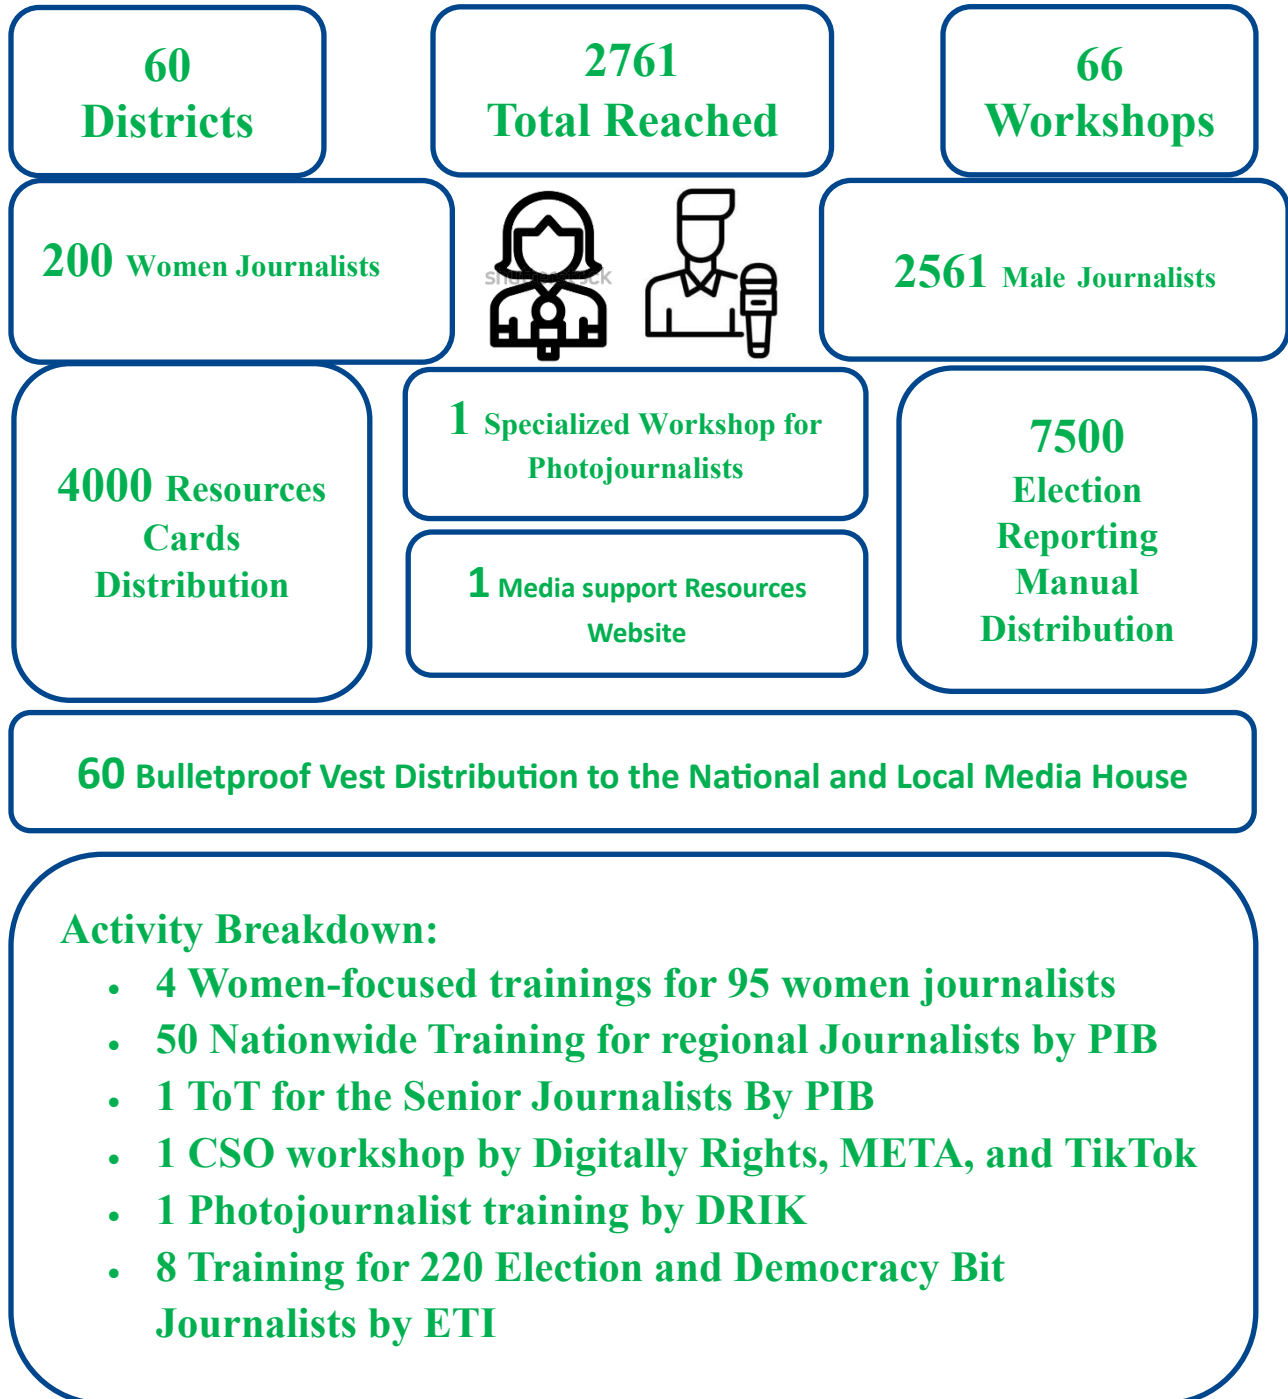 60
Districts
2761
Total Reached
66
Workshops
200 Women Journalists
2561 Male Journalists
4000 Resources
Cards
Distribution
1 Specialized Workshop for
Photojournalists
1 Media support Resources
Website
7500
Election
Reporting
Manual
Distribution
60 Bulletproof Vest Distribution to the National and Local Media House
Activity Breakdown:
• 4 Women-focused trainings for 95 women journalists
• 50 Nationwide Training for regional Journalists by PIB
• 1 ToT for the Senior Journalists By PIB
• 1 CSO workshop by Digitally Rights, META, and TikTok
• 1 Photojournalist training by DRIK
• 8 Training for 220 Election and Democracy Bit
Journalists by ETI